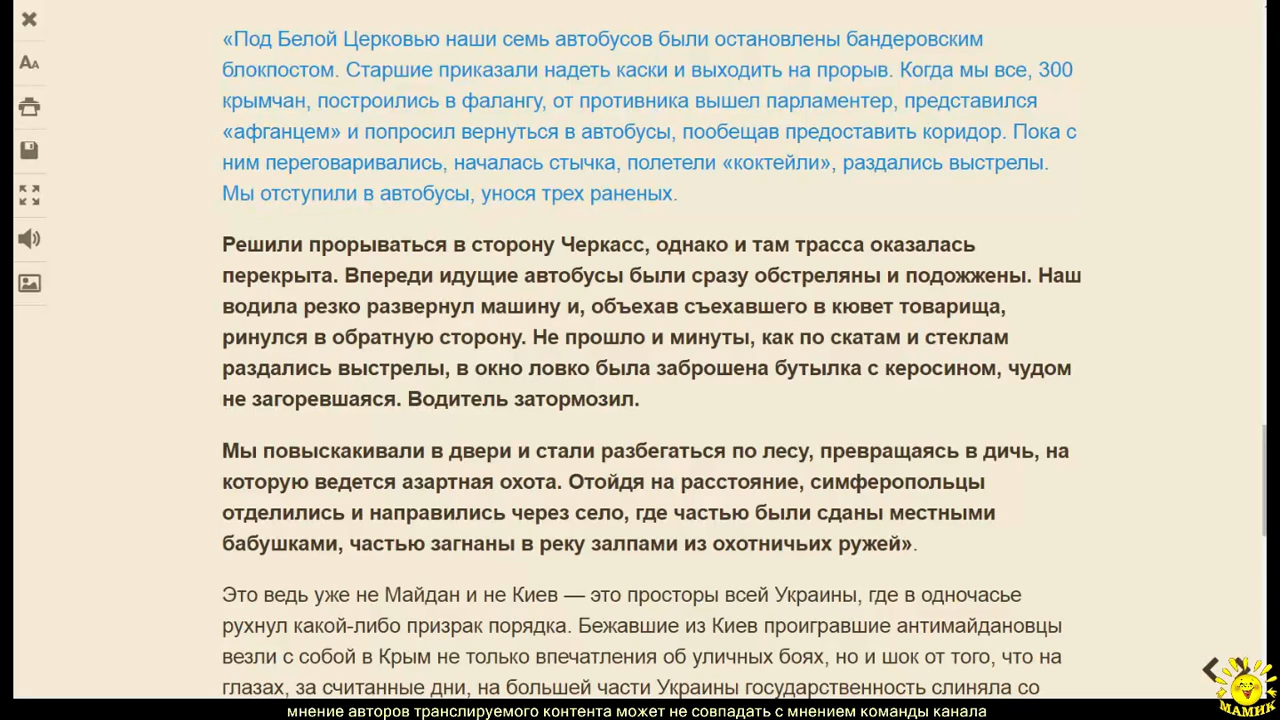 «Под Белой Церковью наши семь автобусов были остановлены бандеровским
блокпостом. Старшие приказали надеть каски и выходить на прорыв. Когда мы все, 300
крымчан, построились в фалангу, от противника вышел парламентер, представился
«афганцем» и попросил вернуться в автобусы, пообещав предоставить коридор. Пока с
ним переговаривались, началась стычка, полетели «коктейли», раздались выстрелы.
Мы отступили в автобусы, унося трех раненых.
Решили прорываться в сторону Черкасс, однако и там трасса оказалась
перекрыта. Впереди идущие автобусы были сразу обстреляны и подожжены. Наш
водила резко развернул машину и, объехав съехавшего в кювет товарища,
ринулся в обратную сторону. Не прошло и минуты, как по скатам и стеклам
раздались выстрелы, в окно ловко была заброшена бутылка с керосином, чудом
не загоревшаяся. Водитель затормозил.
Мы повыскакивали в двери и стали разбегаться по лесу, превращаясь в дичь, на
которую ведется азартная охота. Отойдя на расстояние, симферопольцы
отделились и направились через село, где частью были сданы местными
бабушками, частью загнаны в реку залпами из охотничьих ружей».
Это ведь уже не Майдан и не Киев — это просторы всей Украины, где в одночасье
рухнул какой-либо призрак порядка. Бежавшие из Киев проигравшие антимайдановцы
везли с собой в Крым не только впечатления об уличных боях, но и шок от того, что на
глазах, за считанные дни, на большей части Украины государственность слиняла со
МАМИК
мнение авторов транслируемого контента может не совпадать с мнением команды канала